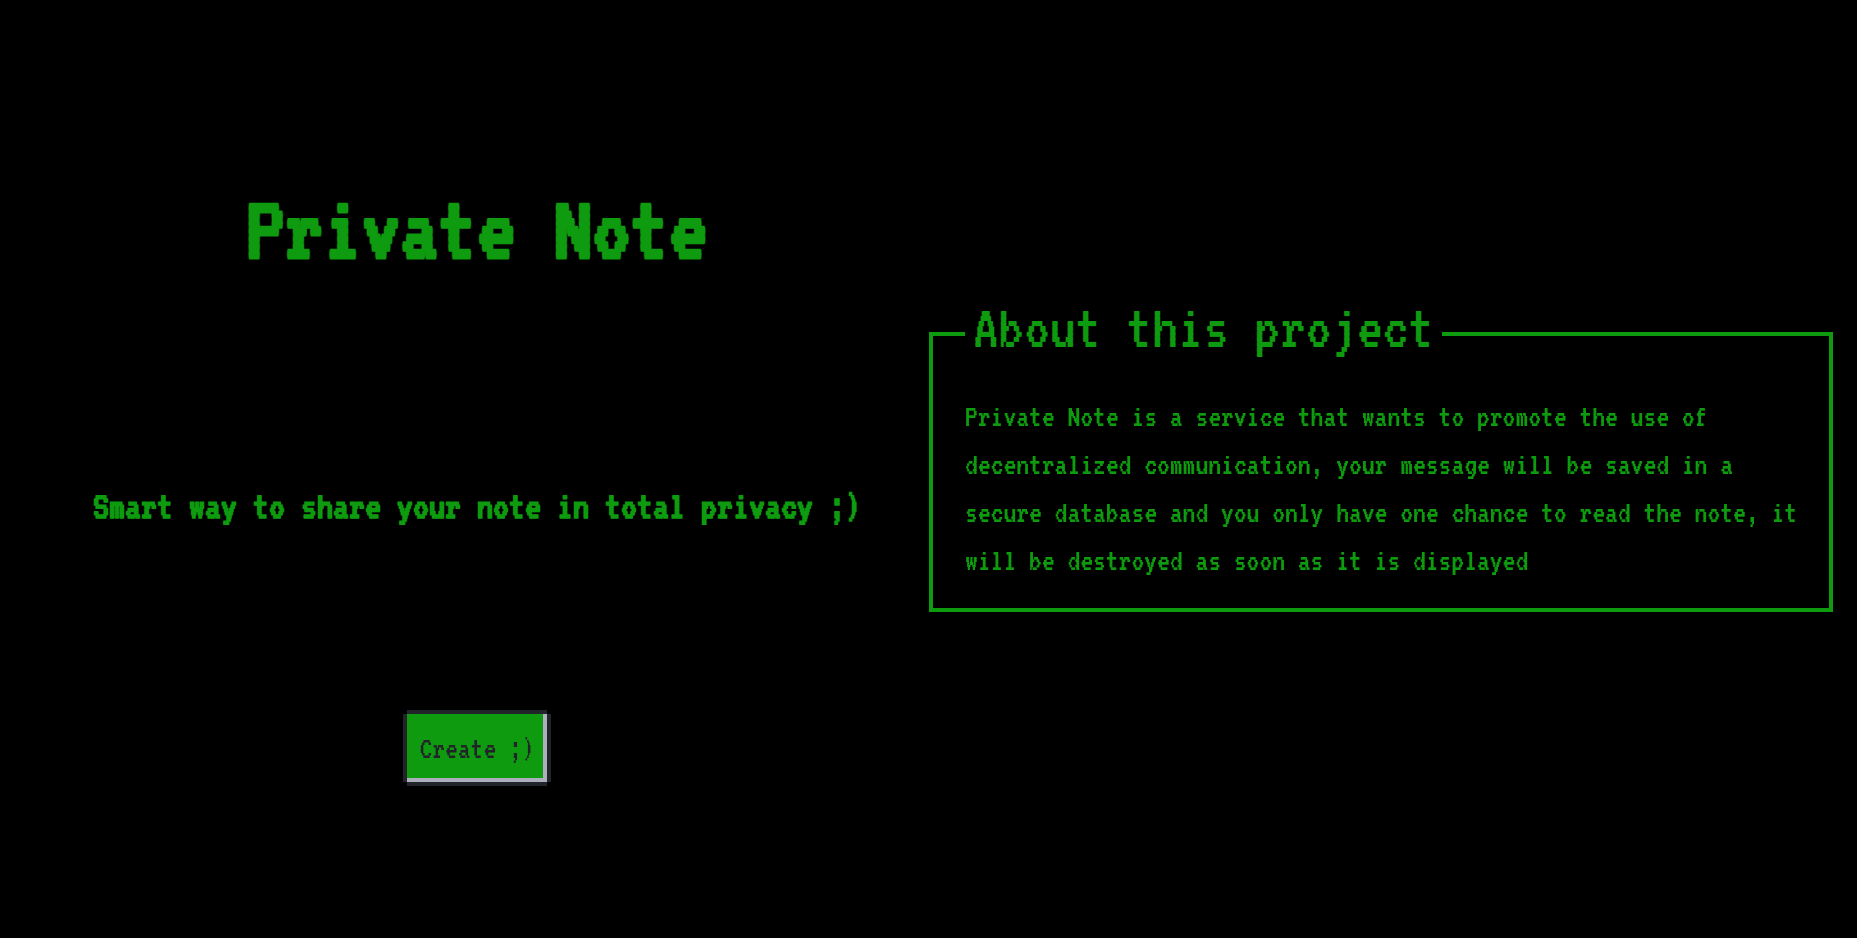 Private Note
Smart way to share your note in total privacy ;)
Create ;)
About this project
Private Note is a service that wants to promote the use of
decentralized communication, your message will be saved in a
secure database and you only have one chance to read the note, it
will be destroyed as soon as it is displayed